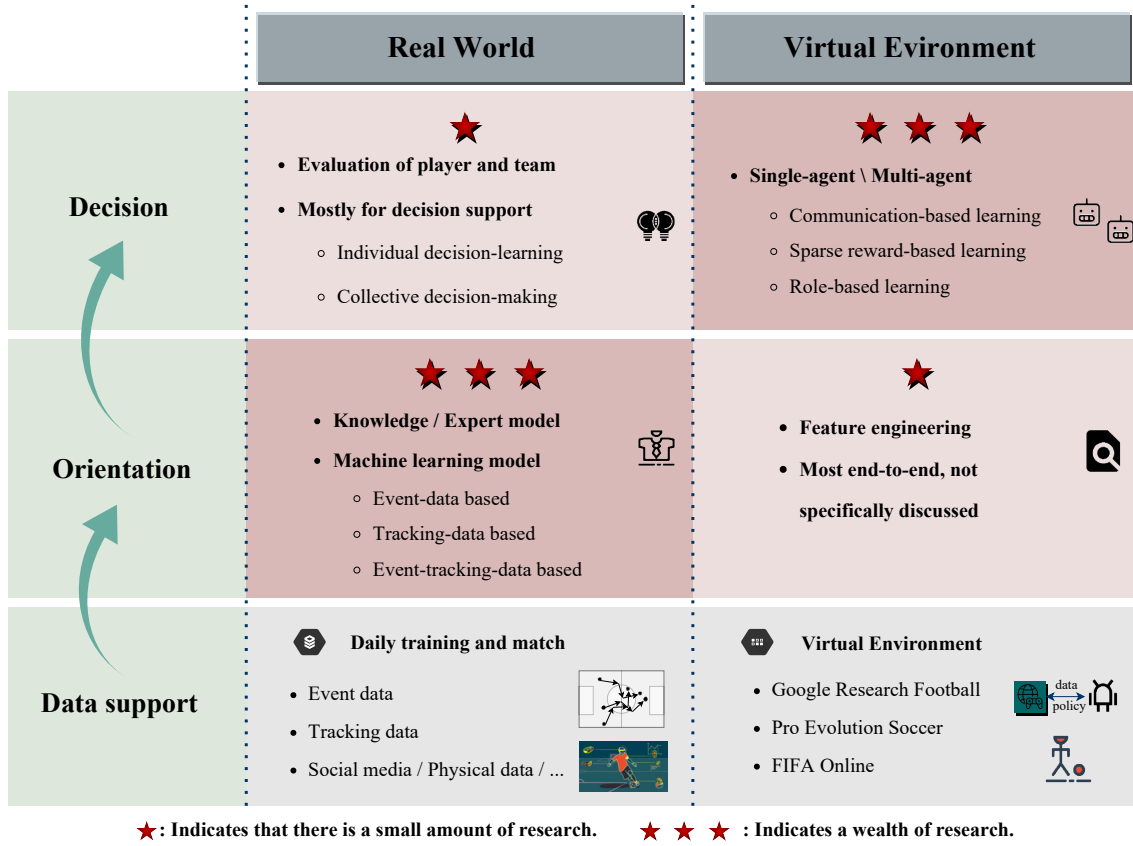 Real World
Virtual Evironment
Decision
• Evaluation of player and team
• Mostly for decision support
◦ Individual decision-learning
◦ Collective decision-making
• Single-agent \ Multi-agent
◦ Communication-based learning
◦ Sparse reward-based learning
◦ Role-based learning
Orientation
• Knowledge / Expert model
• Machine learning model
◦ Event-data based
◦ Tracking-data based
◦ Event-tracking-data based
• Feature engineering
• Most end-to-end, not
specifically discussed
Data support
Daily training and match
• Event data
• Tracking data
• Social media / Physical data / ...
Virtual Environment
• Google Research Football
• Pro Evolution Soccer
• FIFA Online
data
policy
: Indicates that there is a small amount of research.
: Indicates a wealth of research.